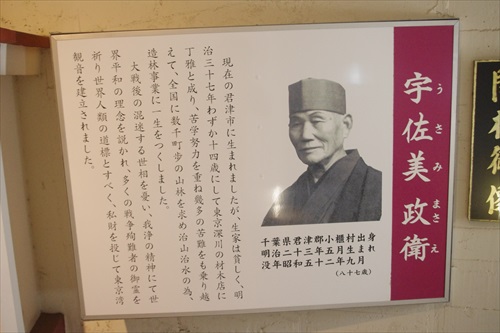 宇佐美政衛
うさみまさえ
千葉県君津郡小櫃村出身
明治二十三年五月生れ
没年昭和五十二年九月
(八十七歳)
現在の君津市に生まれましたが、生家は貧しく、明
治三十七年わずか十四歳にして東京深川の材木店に
丁雅と成り、苦学努力を重ね幾多の苦難をも乗り越
えて、全国に数千町歩の山林を求め治山治水の為、
造林事業に一生をつくしました。
大戦後の混迷する世相を憂い、我浄の精神にて世
界平和の理念を説かれ、多くの戦争殉難者の御霊を
祈り世界人類の道標とすべく、私財を投じて東京湾
観音を建立されました。